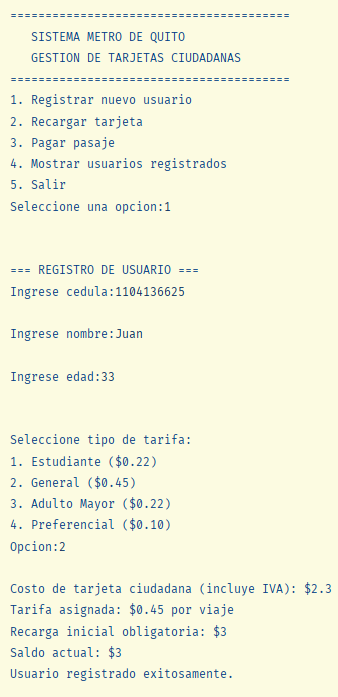 ========================================
SISTEMA METRO DE QUITO
GESTION DE TARJETAS CIUDADANAS
========================================
1. Registrar nuevo usuario
2. Recargar tarjeta
3. Pagar pasaje
4. Mostrar usuarios registrados
5. Salir
Seleccione una opcion:1
=== REGISTRO DE USUARIO ===
Ingrese cedula:1104136625
Ingrese nombre:Juan
Ingrese edad:33
Seleccione tipo de tarifa:
1. Estudiante ($0.22)
2. General ($0.45)
3. Adulto Mayor ($0.22)
4. Preferencial ($0.10)
Opcion:2
Costo de tarjeta ciudadana (incluye IVA): $2.3
Tarifa asignada: $0.45 por viaje
Recarga inicial obligatoria: $3
Saldo actual: $3
Usuario registrado exitosamente.